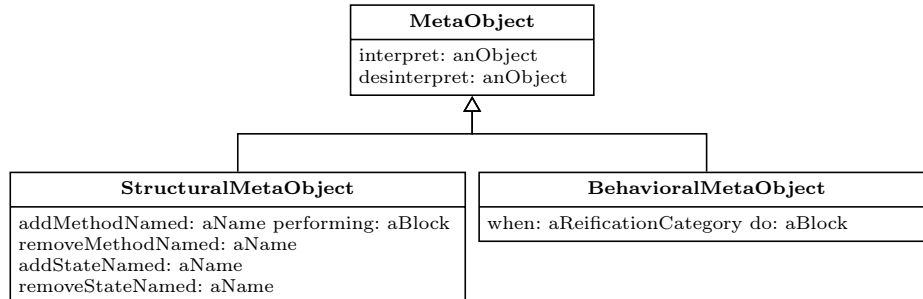 MetaObject
interpret: anObject
desinterpret: anObject
StructuralMetaObject
addMethodNamed: aName performing: aBlock
removeMethodNamed: aName
addStateNamed: aName
removeStateNamed: aName
BehavioralMetaObject
when: aReificationCategory do: aBlock